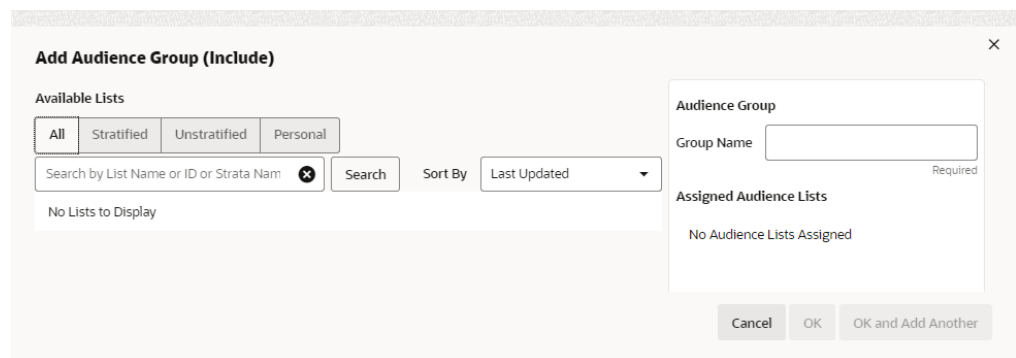 Add Audience Group (Include)
Available Lists
All Stratified Unstratified Personal
Search by List Name or ID or Strata Nam Search Sort By Last Updated
No Lists to Display
Audience Group
Group Name
Required
Assigned Audience Lists
No Audience Lists Assigned
Cancel OK OK and Add Another